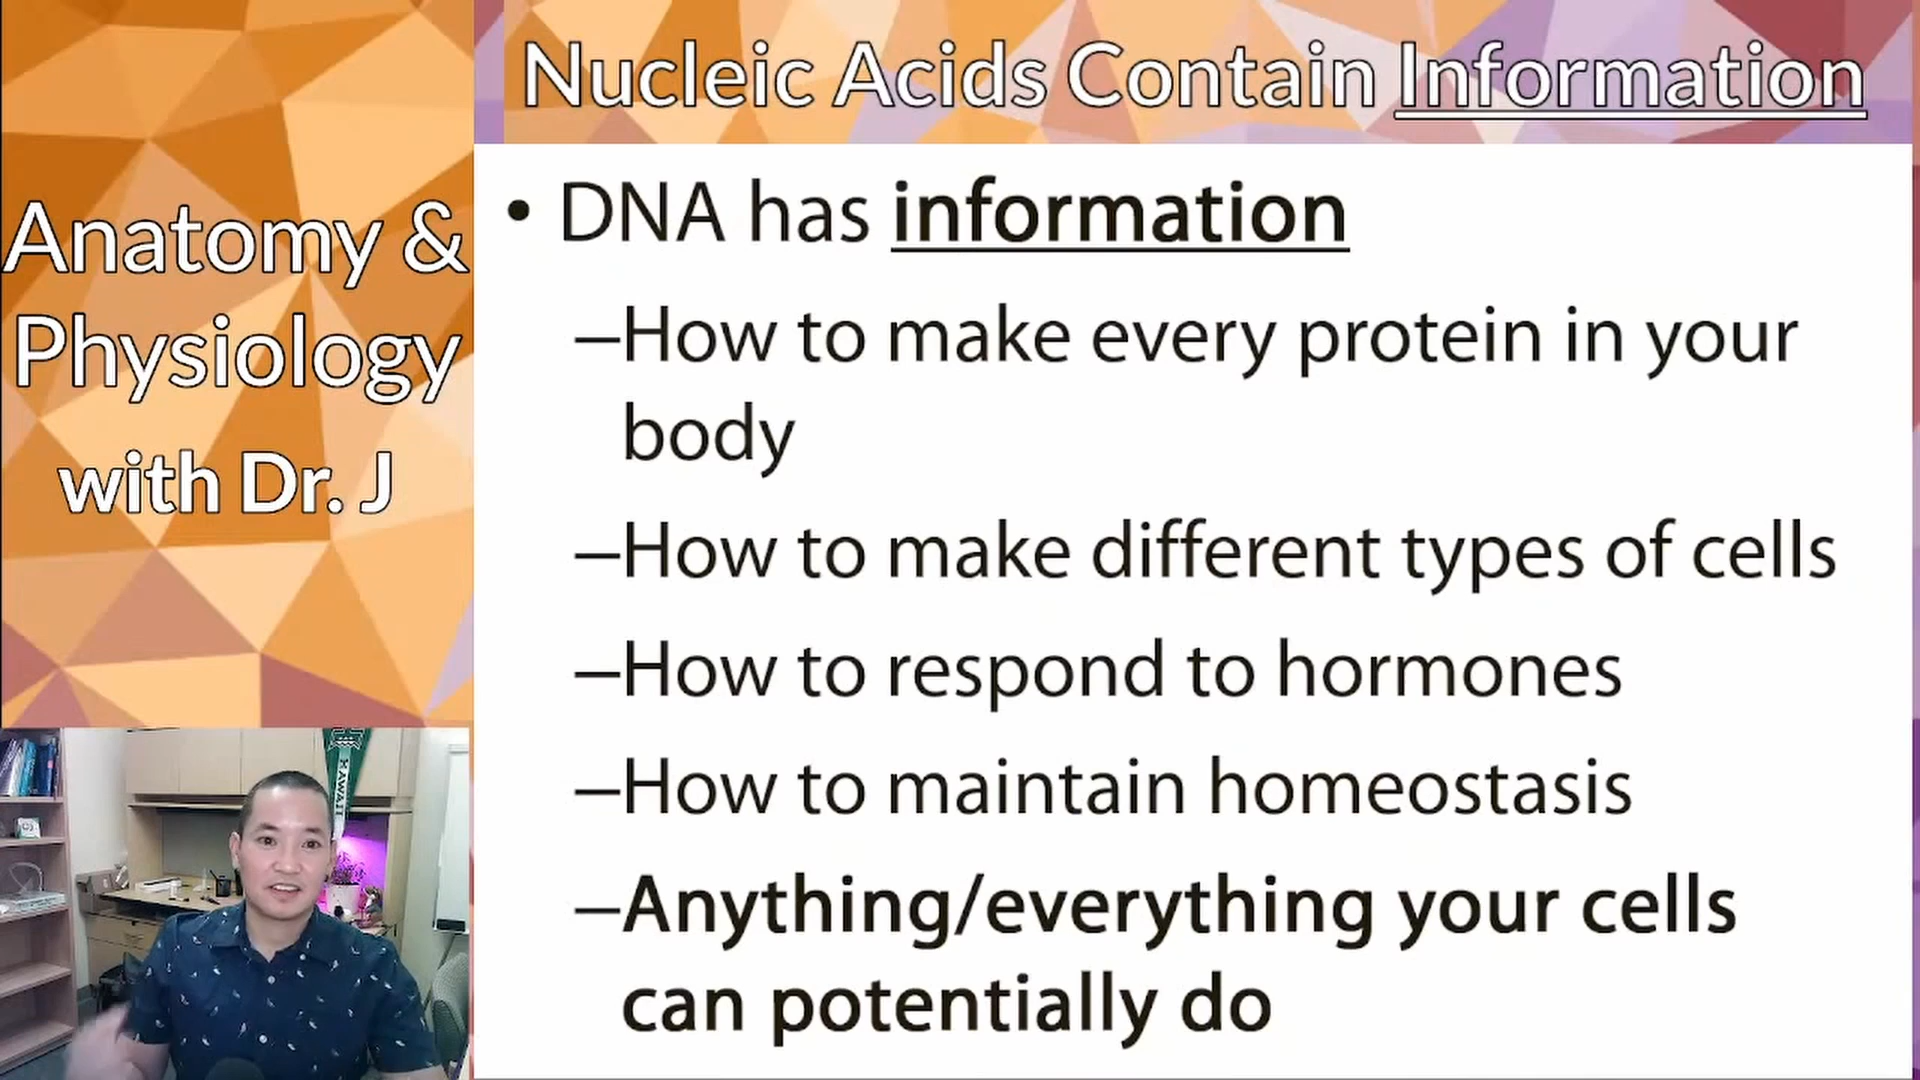 Nucleic Acids Contain Information
Anatomy &
Physiology
with Dr. J
• DNA has information
–How to make every protein in your
body
–How to make different types of cells
–How to respond to hormones
–How to maintain homeostasis
–Anything/everything your cells
can potentially do
HAWAII